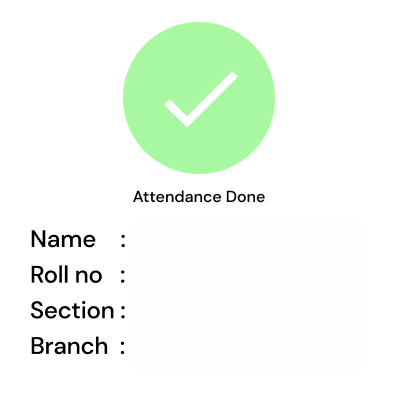 Attendance Done
Name :
Roll no :
Section :
Branch :